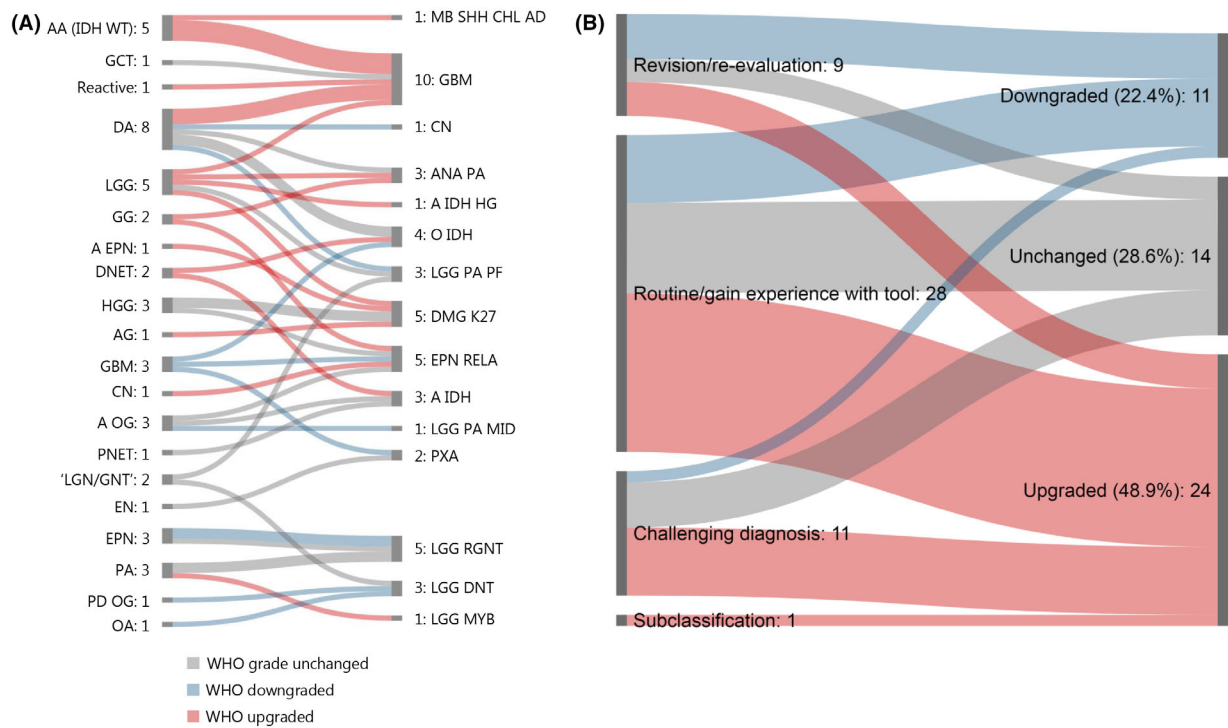 (A)
AA (IDH WT): 5
GCT: 1
Reactive: 1
DA: 8
LGG: 5
GG: 2
A EPN: 1
DNET: 2
HGG: 3
AG: 1
GBM: 3
CN: 1
A OG: 3
PNET: 1
‘LGN/GNT’: 2
EN: 1
EPN: 3
PA: 3
PD OG: 1
OA: 1
1: MB SHH CHL AD
10: GBM
1: CN
3: ANA PA
1: A IDH HG
4: O IDH
3: LGG PA PF
5: DMG K27
5: EPN RELA
3: A IDH
1: LGG PA MID
2: PXA
5: LGG RGNT
3: LGG DNT
1: LGG MYB
WHO grade unchanged
WHO downgraded
WHO upgraded
(B)
Revision/re-evaluation: 9
Routine/gain experience with tool: 28
Challenging diagnosis: 11
Subclassification: 1
Downgraded (22.4%): 11
Unchanged (28.6%): 14
Upgraded (48.9%): 24